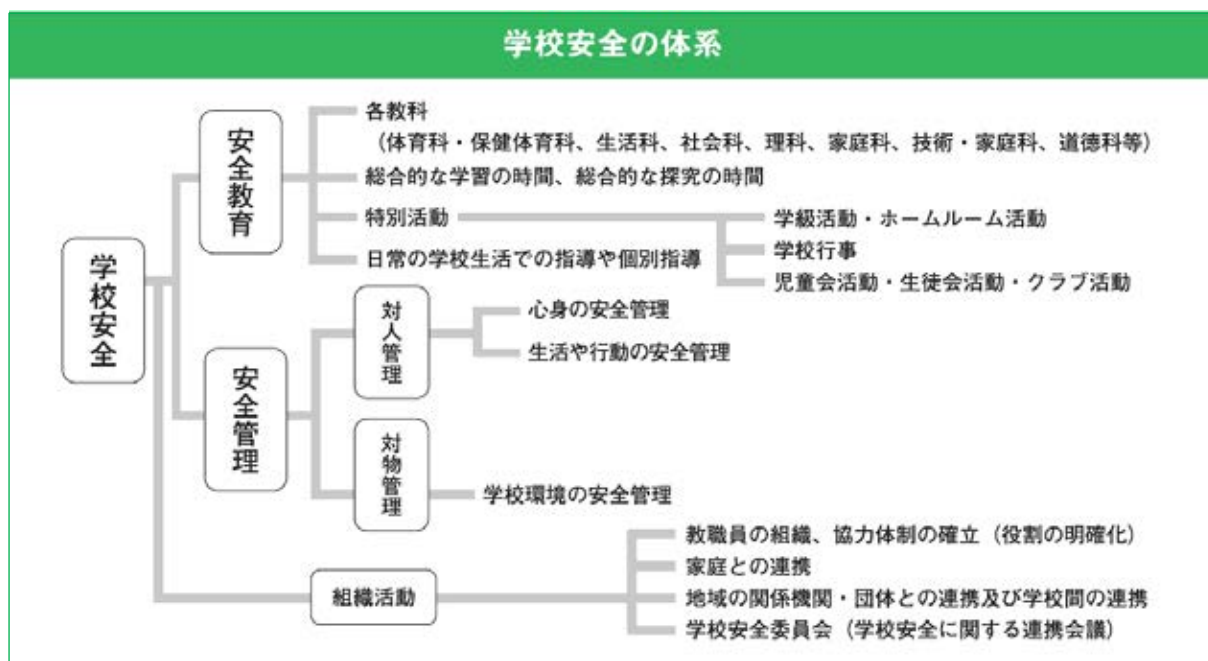 学校安全の体系
学校安全
安全教育
各教科
（体育科・保健体育科、生活科、社会科、理科、家庭科、技術・家庭科、道徳科等）
総合的な学習の時間、総合的な探究の時間
特別活動
学級活動・ホームルーム活動
学校行事
児童会活動・生徒会活動・クラブ活動
日常の学校生活での指導や個別指導
安全管理
対人管理
心身の安全管理
生活や行動の安全管理
対物管理
学校環境の安全管理
組織活動
教職員の組織、協力体制の確立（役割の明確化）
家庭との連携
地域の関係機関・団体との連携及び学校間の連携
学校安全委員会（学校安全に関する連携会議）